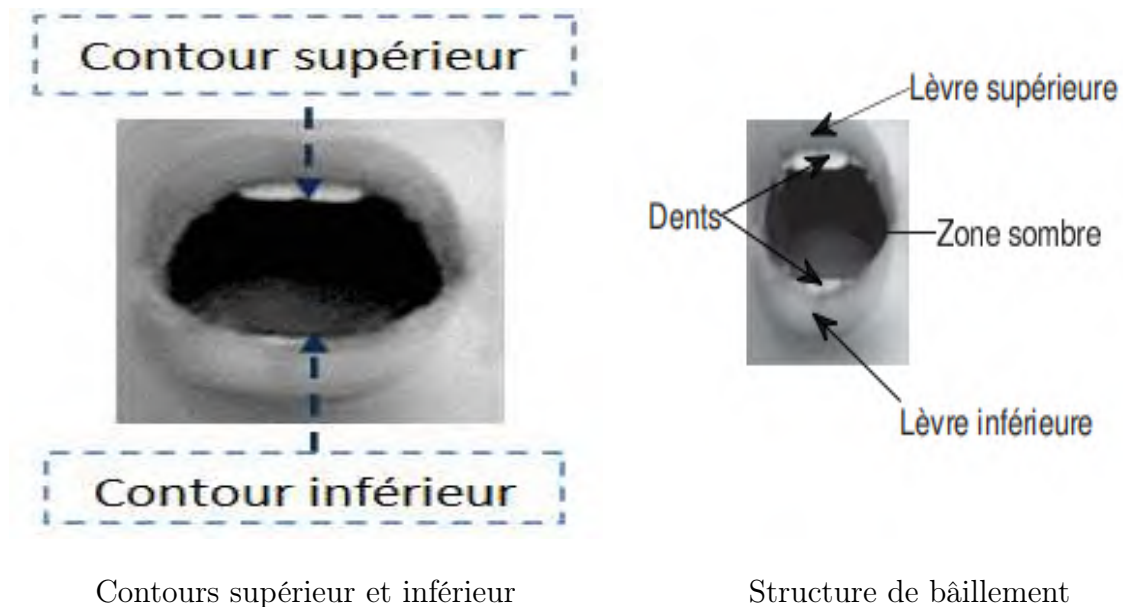 Contour supérieur
Contour inférieur
Lèvre supérieure
Dents
Zone sombre
Lèvre inférieure
Contours supérieur et inférieur
Structure de bâillement